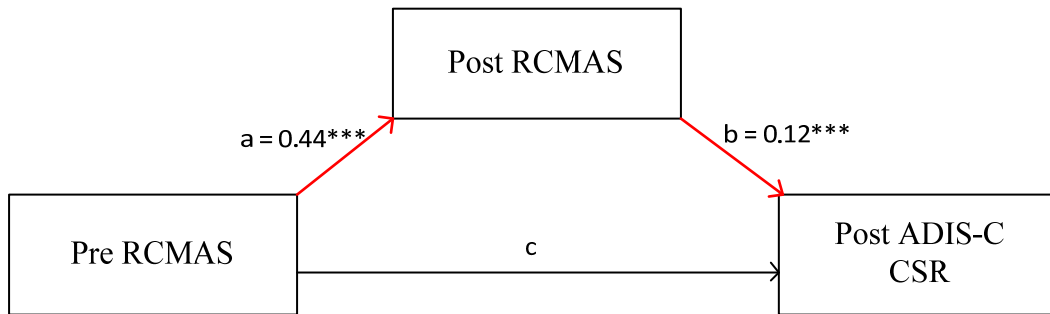 Post RCMAS
a = 0.44***
b = 0.12***
Pre RCMAS
c
Post ADIS-C
CSR